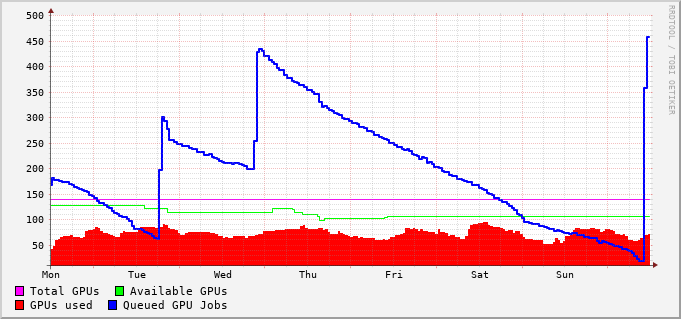 500
450
400
350
300
250
200
150
100
50
Mon Tue Wed Thu Fri Sat Sun
Total GPUs Available GPUs
GPUs used Queued GPU Jobs
RRDTOOL / TOBI OETIKER